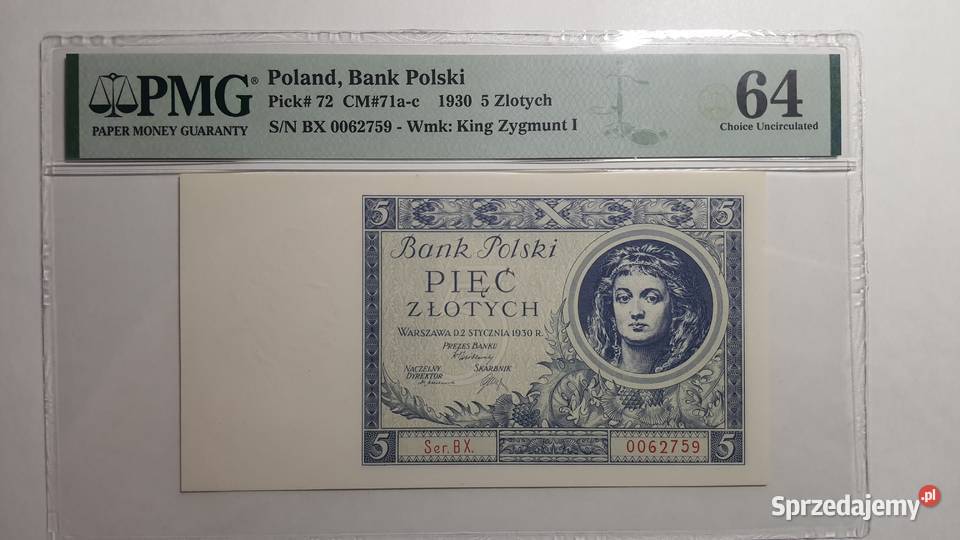 PMG®
PAPER MONEY GUARANTY
Poland, Bank Polski
Pick# 72 CM#71a-c 1930 5 Zlotych
S/N BX 0062759 - Wmk: King Zygmunt I
64
Choice Uncirculated
5 5
Bank Polski
PIĘĆ
ZŁOTYCH
WARSZAWA D.2 STYCZNIA 1930 R.
PREZES BANKU
NACZELNY DYREKTOR
SKARBNIK
5 Ser. BX. 0062759 5
Sprzedajemy.pl